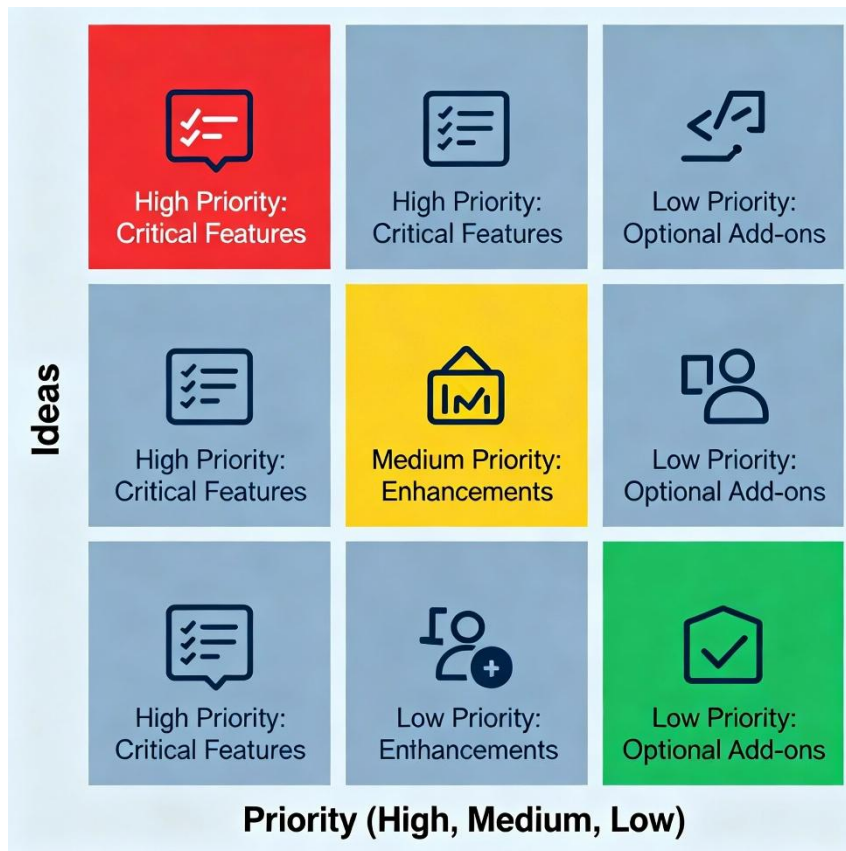 High Priority:
Critical Features
High Priority:
Critical Features
Low Priority:
Optional Add-ons
Ideas
High Priority:
Critical Features
Medium Priority:
Enhancements
Low Priority:
Optional Add-ons
High Priority:
Critical Features
Low Priority:
Enthancements
Low Priority:
Optional Add-ons
Priority (High, Medium, Low)